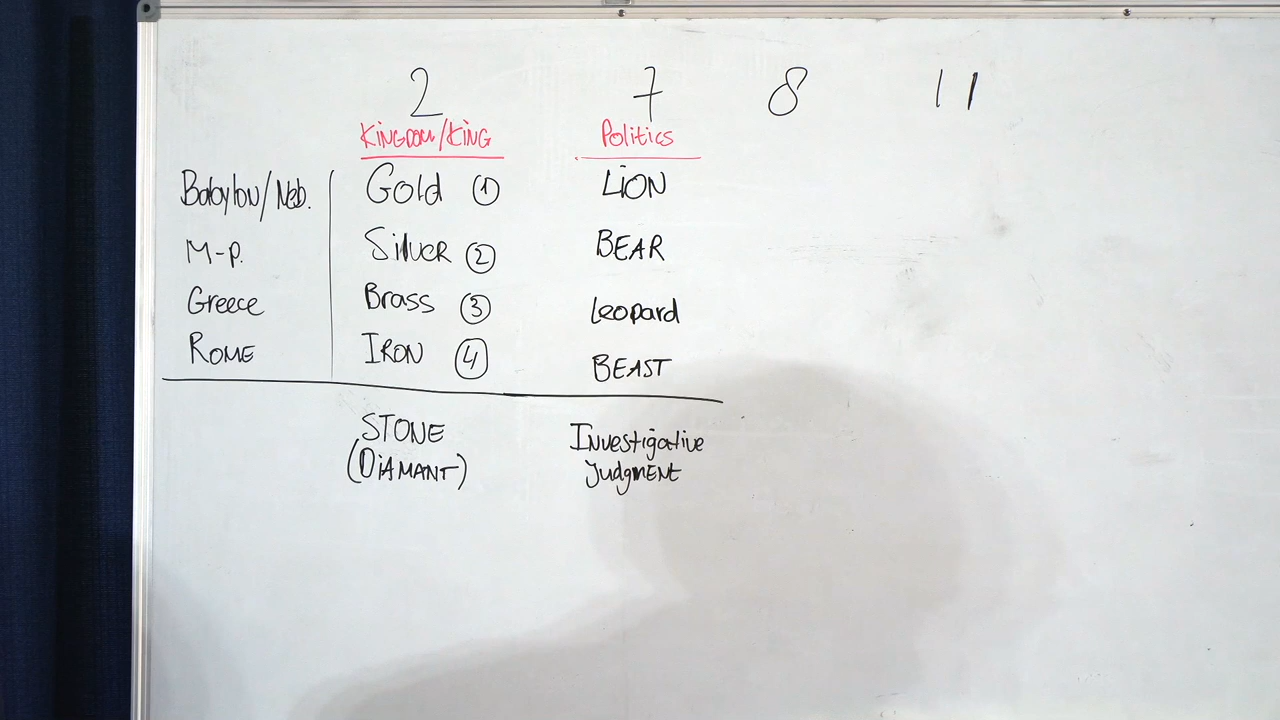 2 7 8 11
Kingdom/King Politics
Babylon/Neb. Gold 1 Lion
M-P. Silver 2 BEAR
Greece Brass 3 Leopard
ROME IRON 4 BEAST
STONE Investigative
(DiAMANT) Judgment